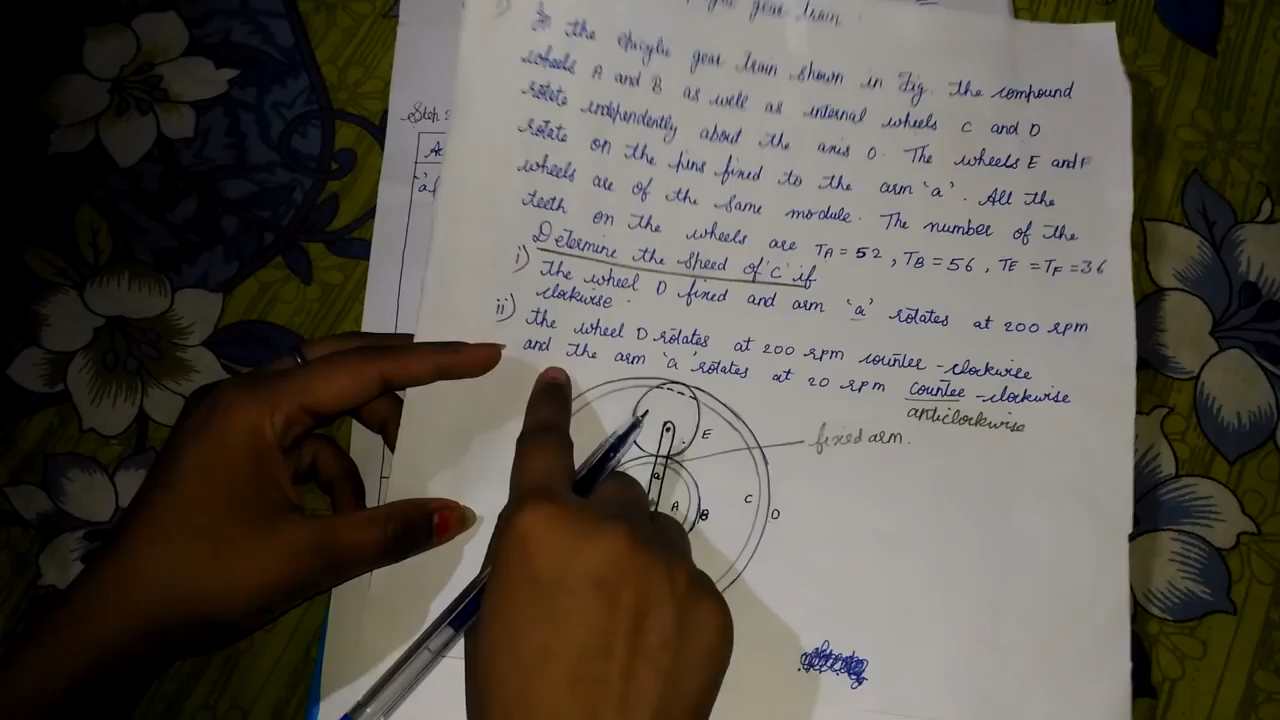 gear train
In the epicyclic gear train shown in Fig. the compound
wheels A and B as well as internal wheels C and D
rotate independently about the axis O. The wheels E and F
rotate on the pins fixed to the arm 'a'. All the
wheels are of the same module. The number of the
teeth on the wheels are TA = 52, TB = 56, TE = TF = 36
Determine the speed of 'C' if
i) The wheel D fixed and arm 'a' rotates at 200 rpm
clockwise.
ii) The wheel D rotates at 200 rpm counter-clockwise
and the arm 'a' rotates at 20 rpm countee-clockwise
anticlockwise
E
fixed arm.
a
A
B
C
D
Step